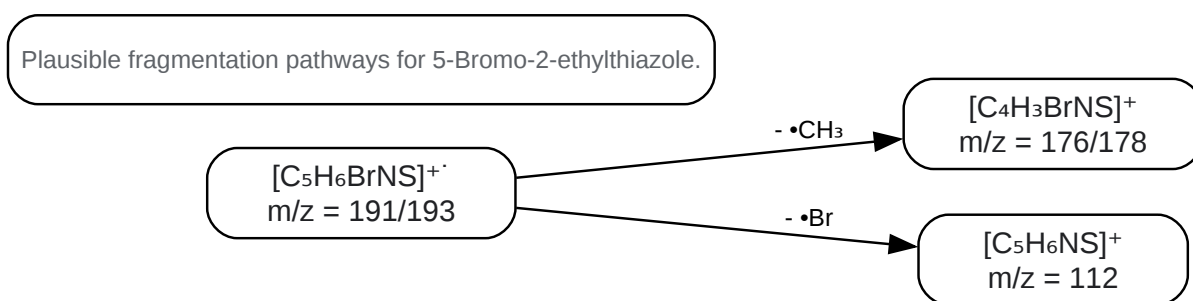 Plausible fragmentation pathways for 5-Bromo-2-ethylthiazole.
[C₄H₃BrNS]⁺
m/z = 176/178
- •CH₃
[C₅H₆BrNS]⁺˙
m/z = 191/193
- •Br
[C₅H₆NS]⁺
m/z = 112